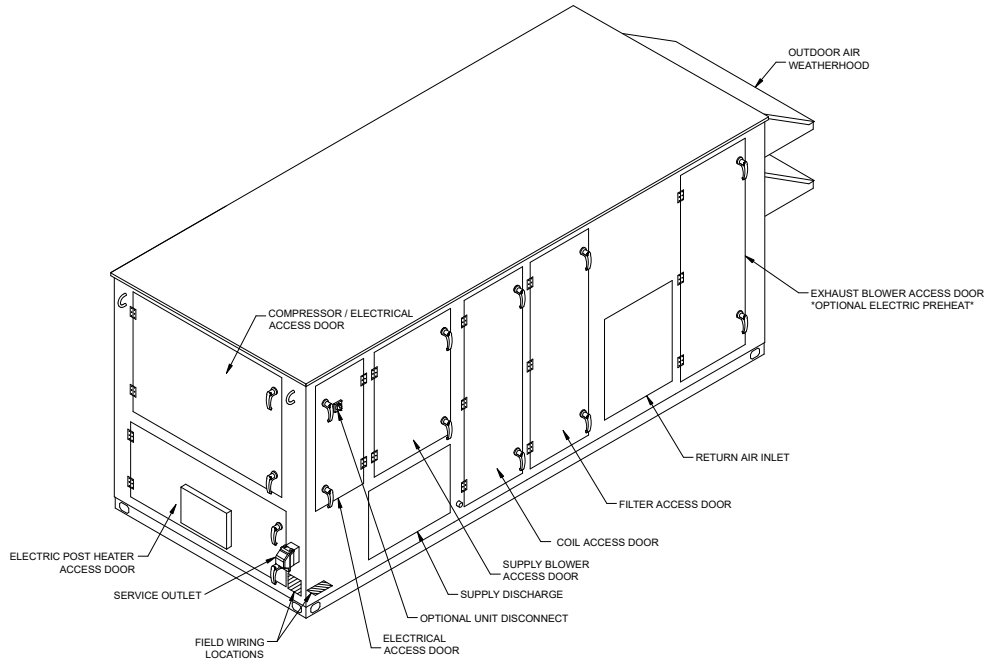 OUTDOOR AIR
WEATHERHOOD
COMPRESSOR / ELECTRICAL
ACCESS DOOR
EXHAUST BLOWER ACCESS DOOR
*OPTIONAL ELECTRIC PREHEAT*
RETURN AIR INLET
FILTER ACCESS DOOR
COIL ACCESS DOOR
ELECTRIC POST HEATER
ACCESS DOOR
SUPPLY BLOWER
ACCESS DOOR
SERVICE OUTLET
SUPPLY DISCHARGE
OPTIONAL UNIT DISCONNECT
FIELD WIRING
LOCATIONS
ELECTRICAL
ACCESS DOOR